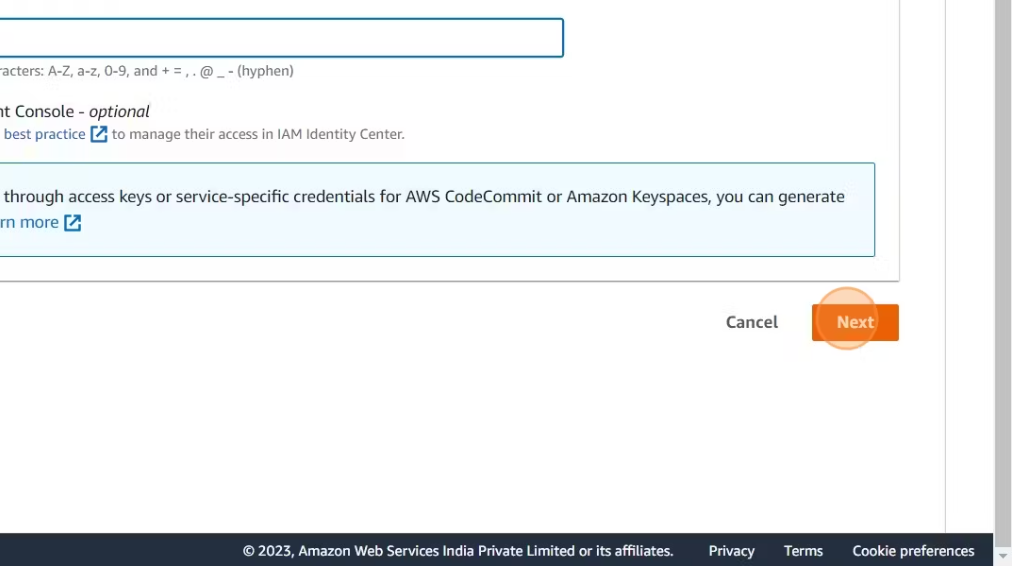 racters: A-Z, a-z, 0-9, and + = , . @ _ - (hyphen)
nt Console - optional
best practice to manage their access in IAM Identity Center.
through access keys or service-specific credentials for AWS CodeCommit or Amazon Keyspaces, you can generate
rn more
Cancel Next
© 2023, Amazon Web Services India Private Limited or its affiliates. Privacy Terms Cookie preferences